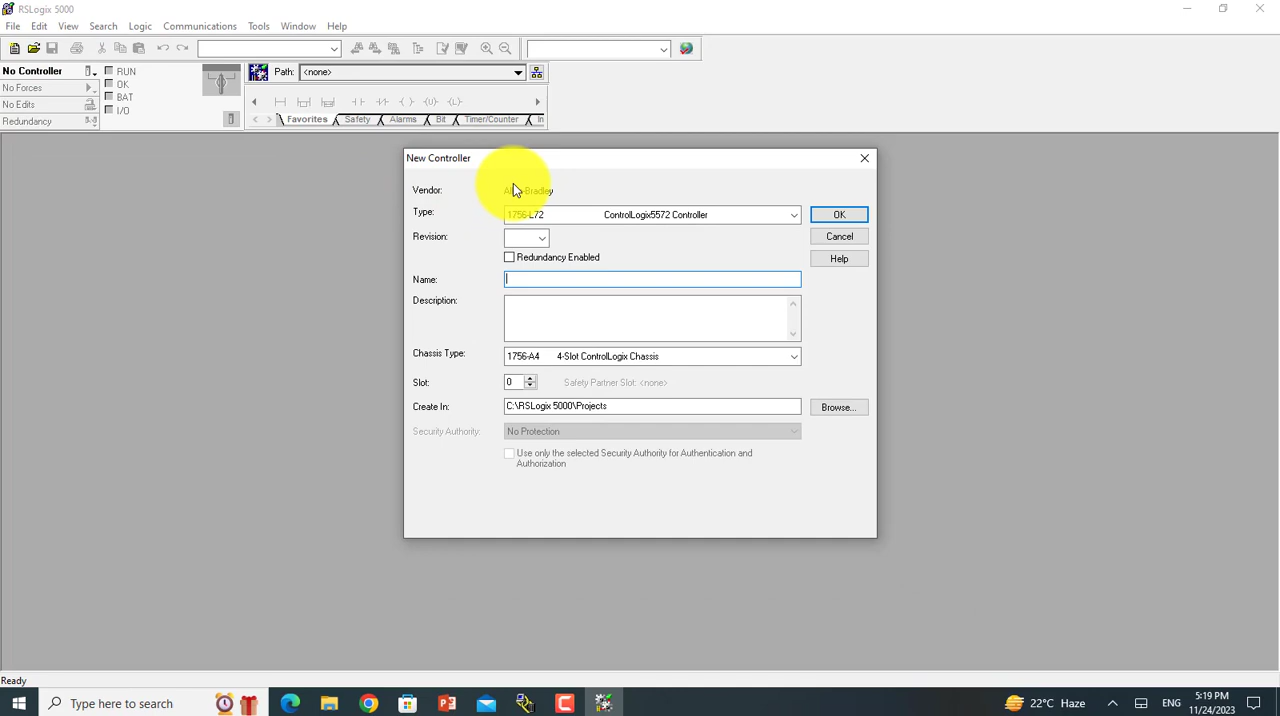 RSLogix 5000
File Edit View Search Logic Communications Tools Window Help
No Controller
RUN
Path: <none>
No Forces
OK
No Edits
BAT
Redundancy
I/O
Favorites Safety Alarms Bit Timer/Counter In
New Controller
Vendor:
Type: 1756-L72 ControlLogix5572 Controller OK
Revision: Cancel
Redundancy Enabled Help
Name:
Description:
Chassis Type: 1756-A4 4-Slot ControlLogix Chassis
Slot: 0 Safety Partner Slot: <none>
Create In: C:\RSLogix 5000\Projects Browse...
Security Authority: No Protection
Use only the selected Security Authority for Authentication and
Authorization
Ready
Type here to search
22°C Haze
ENG
5:19 PM
11/24/2023